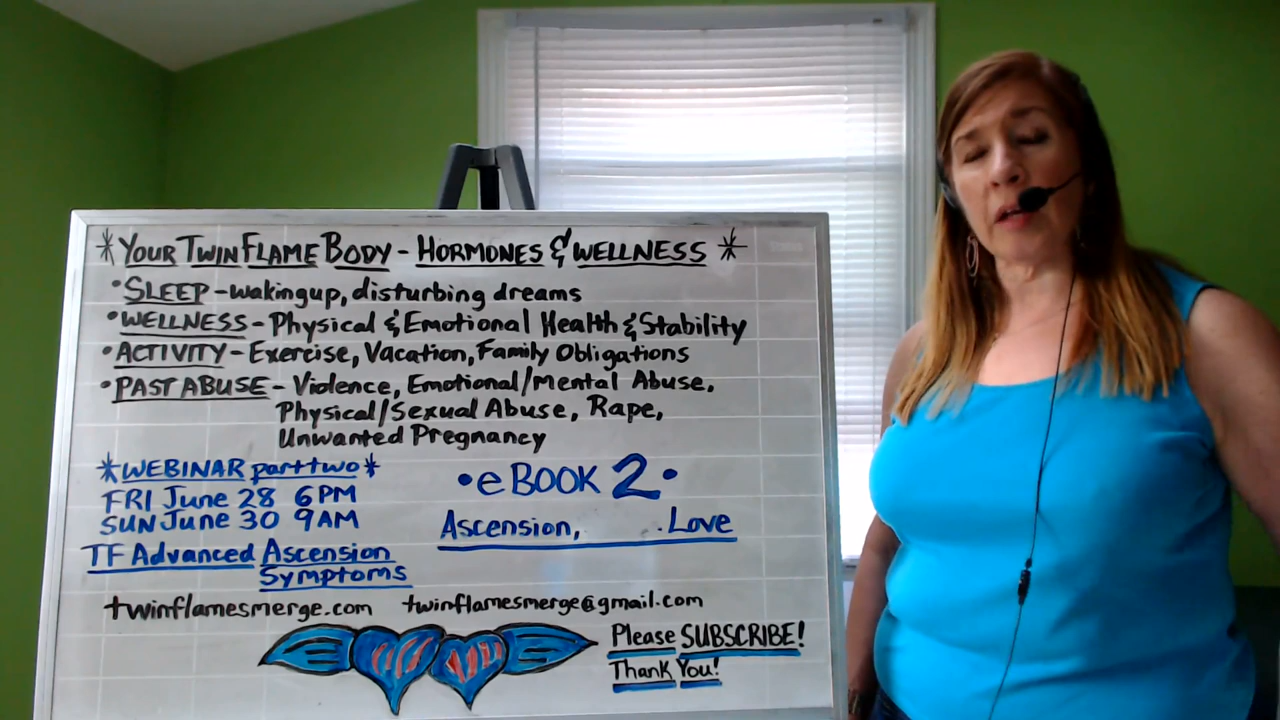 *YOUR TWIN FLAME BODY - HORMONES & WELLNESS*
•SLEEP - waking up, disturbing dreams
•WELLNESS - Physical & Emotional Health & Stability
•ACTIVITY - Exercise, Vacation, Family Obligations
•PAST ABUSE - Violence, Emotional/Mental Abuse,
Physical/Sexual Abuse, Rape,
Unwanted Pregnancy
*WEBINAR part two*
FRI June 28 6PM
SUN June 30 9AM
TF Advanced Ascension
Symptoms
•eBOOK 2•
Ascension, . Love
twinflamesmerge.com twinflamesmerge@gmail.com
Please SUBSCRIBE!
Thank You!